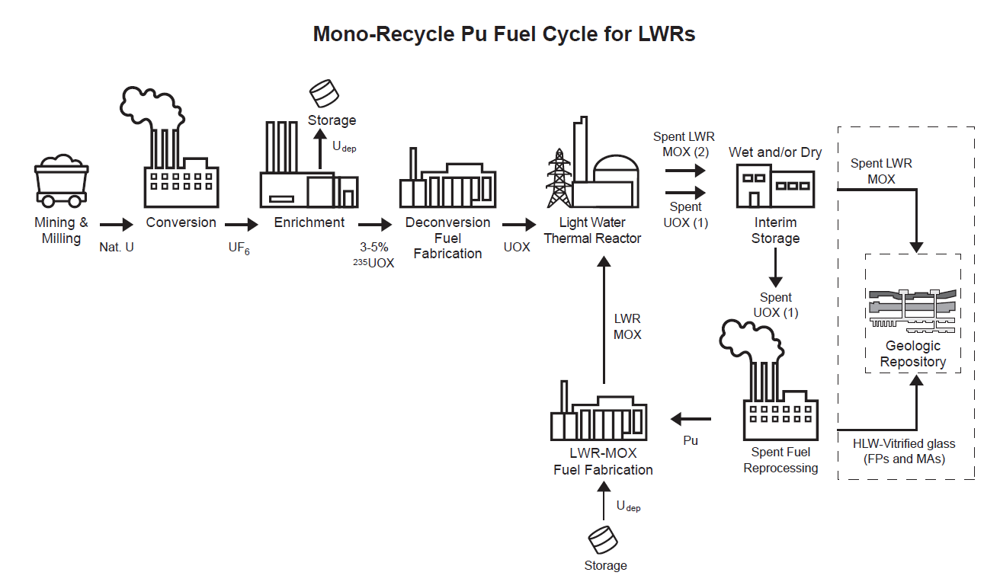 Mono-Recycle Pu Fuel Cycle for LWRs
Storage
U dep
Mining &
Milling
Nat. U
Conversion
UF6
Enrichment
3-5%
235UOX
Deconversion
Fuel
Fabrication
UOX
Light Water
Thermal Reactor
Spent LWR
MOX (2)
Spent
UOX (1)
Wet and/or Dry
Interim
Storage
Spent LWR
MOX
Spent
UOX (1)
LWR
MOX
Geologic
Repository
LWR-MOX
Fuel Fabrication
Pu
Spent Fuel
Reprocessing
HLW-Vitrified glass
(FPs and MAs)
U dep
Storage